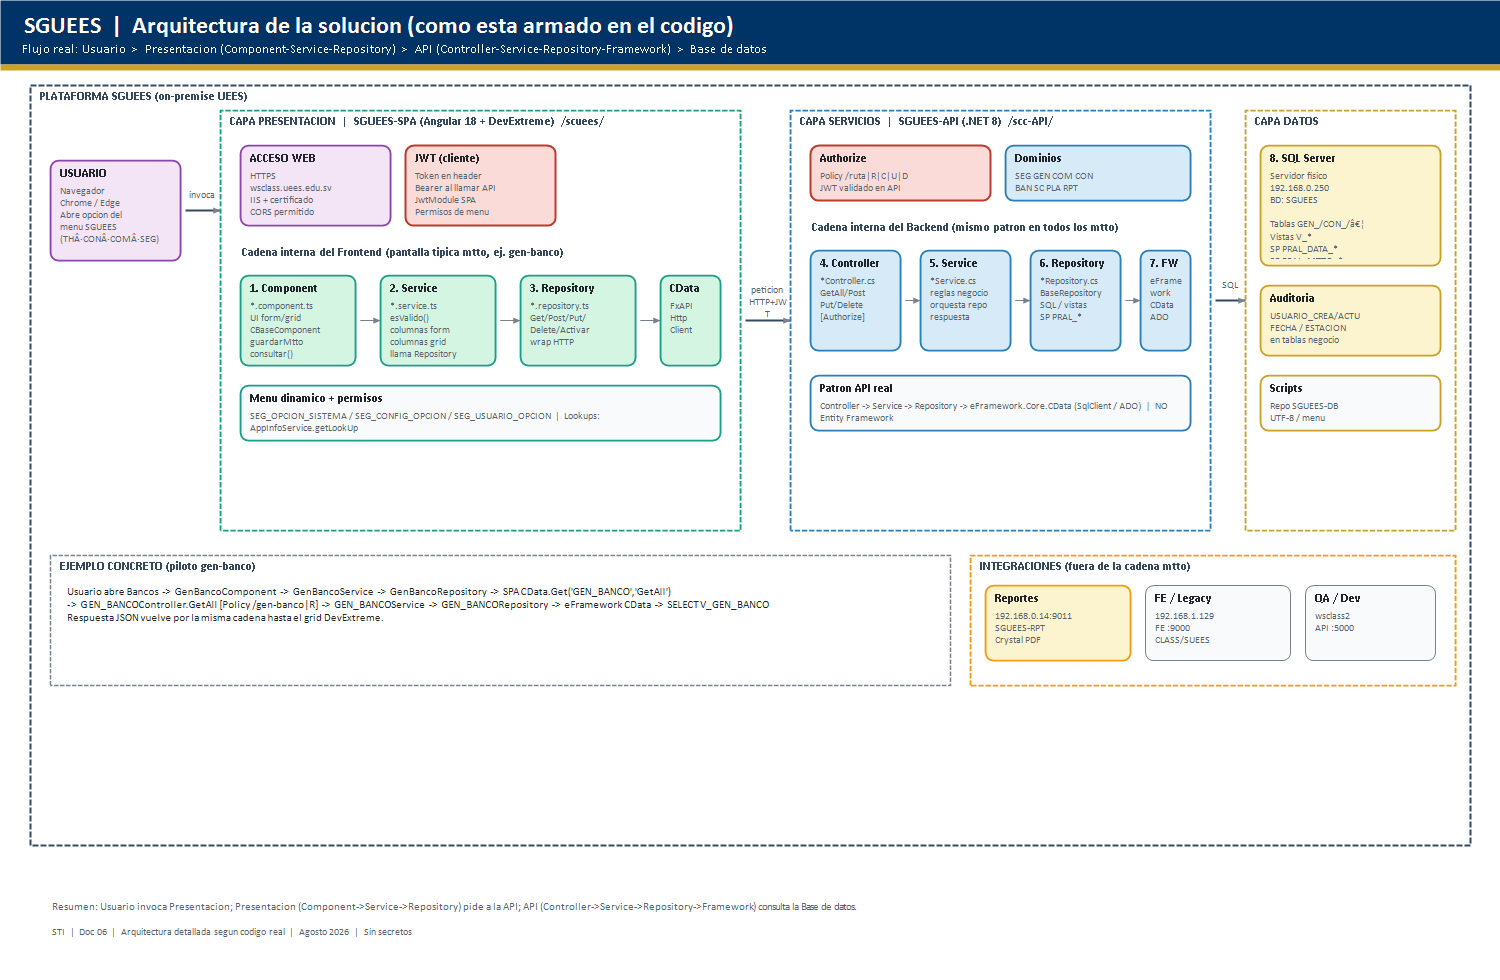 SGUEES | Arquitectura de la solucion (como esta armado en el codigo)
Flujo real: Usuario > Presentacion (Component-Service-Repository) > API (Controller-Service-Repository-Framework) > Base de datos
PLATAFORMA SGUEES (on-premise UEES)
USUARIO
Navegador
Chrome / Edge
Abre opcion del
menu SGUEES
(THÂ·CONÂ·COMÂ·SEG)
invoca
CAPA PRESENTACION | SGUEES-SPA (Angular 18 + DevExtreme) /scuees/
ACCESO WEB
HTTPS
wsclass.uees.edu.sv
IIS + certificado
CORS permitido
JWT (cliente)
Token en header
Bearer al llamar API
JwtModule SPA
Permisos de menu
Cadena interna del Frontend (pantalla tipica mtto, ej. gen-banco)
1. Component
*.component.ts
UI form/grid
CBaseComponent
guardarMtto
consultar()
2. Service
*.service.ts
esValido()
columnas form
columnas grid
llama Repository
3. Repository
*.repository.ts
Get/Post/Put/
Delete/Activar
wrap HTTP
CData
FxAPI
Http
Client
Menu dinamico + permisos
SEG_OPCION_SISTEMA / SEG_CONFIG_OPCION / SEG_USUARIO_OPCION | Lookups:
AppInfoService.getLookUp
peticion
HTTP+JW
T
CAPA SERVICIOS | SGUEES-API (.NET 8) /scc-API/
Authorize
Policy /ruta|R|C|U|D
JWT validado en API
Dominios
SEG GEN COM CON
BAN SC PLA RPT
Cadena interna del Backend (mismo patron en todos los mtto)
4. Controller
*Controller.cs
GetAll/Post
Put/Delete
[Authorize]
5. Service
*Service.cs
reglas negocio
orquesta repo
respuesta
6. Repository
*Repository.cs
BaseRepository
SQL / vistas
SP PRAL_*
7. FW
eFrame
work
CData
ADO
Patron API real
Controller -> Service -> Repository -> eFramework.Core.CData (SqlClient / ADO) | NO
Entity Framework
SQL
CAPA DATOS
8. SQL Server
Servidor fisico
192.168.0.250
BD: SGUEES
Tablas GEN_/CON_/â€¦
Vistas V_*
SP PRAL_DATA_*
Auditoria
USUARIO_CREA/ACTU
FECHA / ESTACION
en tablas negocio
Scripts
Repo SGUEES-DB
UTF-8 / menu
EJEMPLO CONCRETO (piloto gen-banco)
Usuario abre Bancos -> GenBancoComponent -> GenBancoService -> GenBancoRepository -> SPA CData.Get('GEN_BANCO','GetAll')
-> GEN_BANCOController.GetAll [Policy /gen-banco|R] -> GEN_BANCOService -> GEN_BANCORepository -> eFramework CData -> SELECT V_GEN_BANCO
Respuesta JSON vuelve por la misma cadena hasta el grid DevExtreme.
INTEGRACIONES (fuera de la cadena mtto)
Reportes
192.168.0.14:9011
SGUEES-RPT
Crystal PDF
FE / Legacy
192.168.1.129
FE :9000
CLASS/SUEES
QA / Dev
wsclass2
API :5000
Resumen: Usuario invoca Presentacion; Presentacion (Component->Service->Repository) pide a la API; API (Controller->Service->Repository->Framework) consulta la Base de datos.
STI | Doc 06 | Arquitectura detallada segun codigo real | Agosto 2026 | Sin secretos